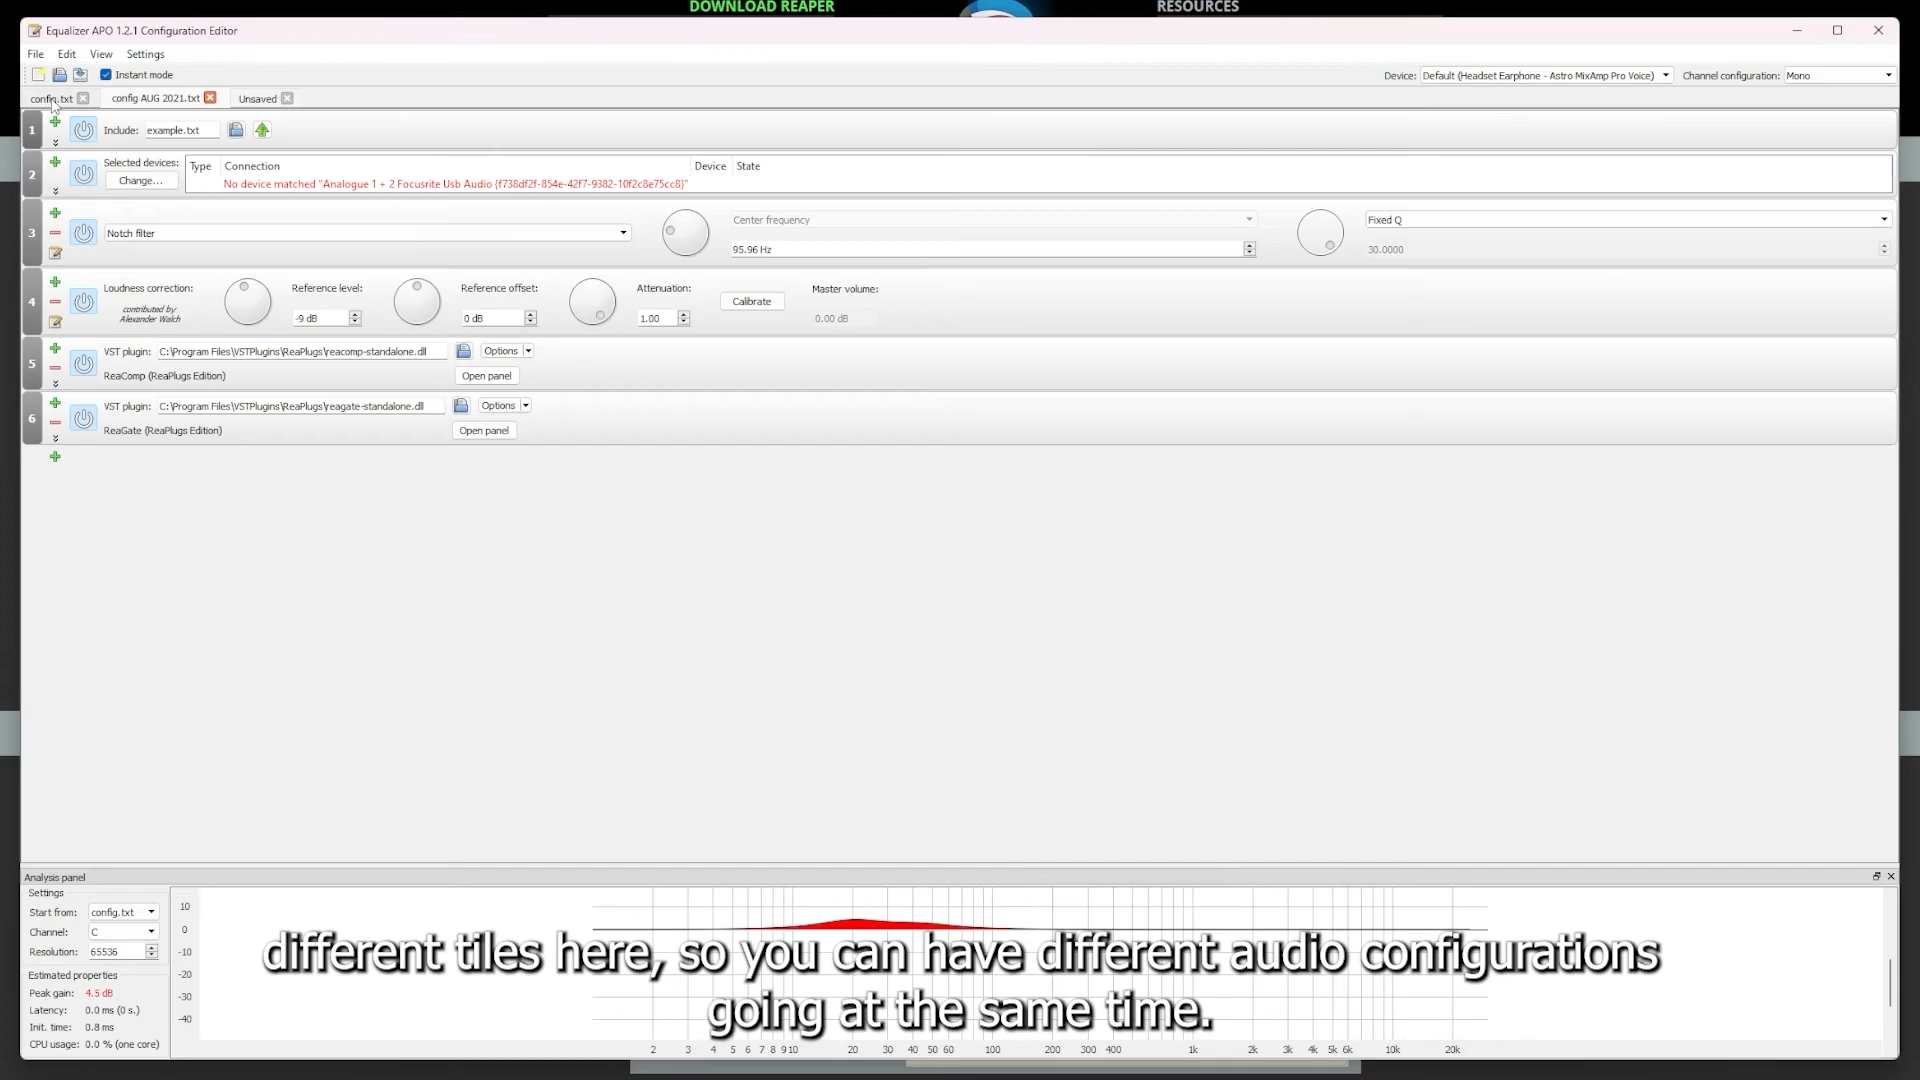 DOWNLOAD REAPER
RESOURCES
Equalizer APO 1.2.1 Configuration Editor
File Edit View Settings
Instant mode
Device: Default (Headset Earphone - Astro MixAmp Pro Voice) Channel configuration: Mono
config.txt config AUG 2021.txt Unsaved
1 Include: example.txt
2 Selected devices: Change...
Type Connection Device State
No device matched "Analogue 1 + 2 Focusrite Usb Audio {f738df2f-854e-42f7-9382-10f2c8e75cc8}"
3 Notch filter Center frequency 95.96 Hz Fixed Q 30.0000
4 Loudness correction: Reference level: Reference offset: Attenuation: Calibrate Master volume:
contributed by
Alexander Walch
-9 dB 0 dB 1.00 0.00 dB
5 VST plugin: C:\Program Files\VSTPlugins\ReaPlugs\reacomp-standalone.dll Options
ReaComp (ReaPlugs Edition) Open panel
6 VST plugin: C:\Program Files\VSTPlugins\ReaPlugs\reagate-standalone.dll Options
ReaGate (ReaPlugs Edition) Open panel
Analysis panel
Settings
Start from: config.txt
Channel: C
Resolution: 65536
Estimated properties
Peak gain: 4.5 dB
Latency: 0.0 ms (0 s.)
Init. time: 0.8 ms
CPU usage: 0.0 % (one core)
10
0
-10
-20
-30
-40
2 3 4 5 6 7 8 9 10 20 30 40 50 60 100 200 300 400 1k 2k 3k 4k 5k 6k 10k 20k
different tiles here, so you can have different audio configurations
going at the same time.